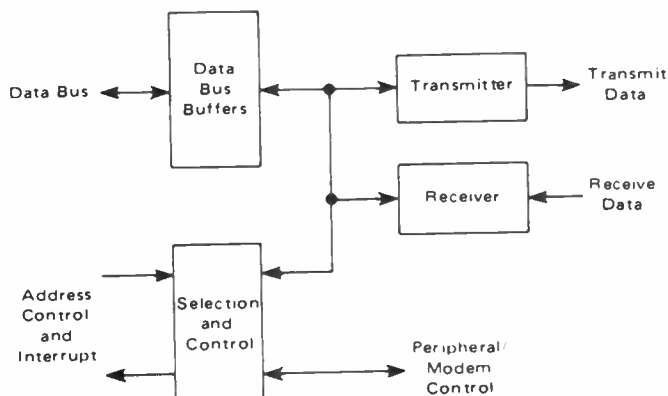 Data Bus
Data
Bus
Buffers
Transmitter
Transmit
Data
Receiver
Receive
Data
Address
Control
and
Interrupt
Selection
and
Control
Peripheral/
Modem
Control